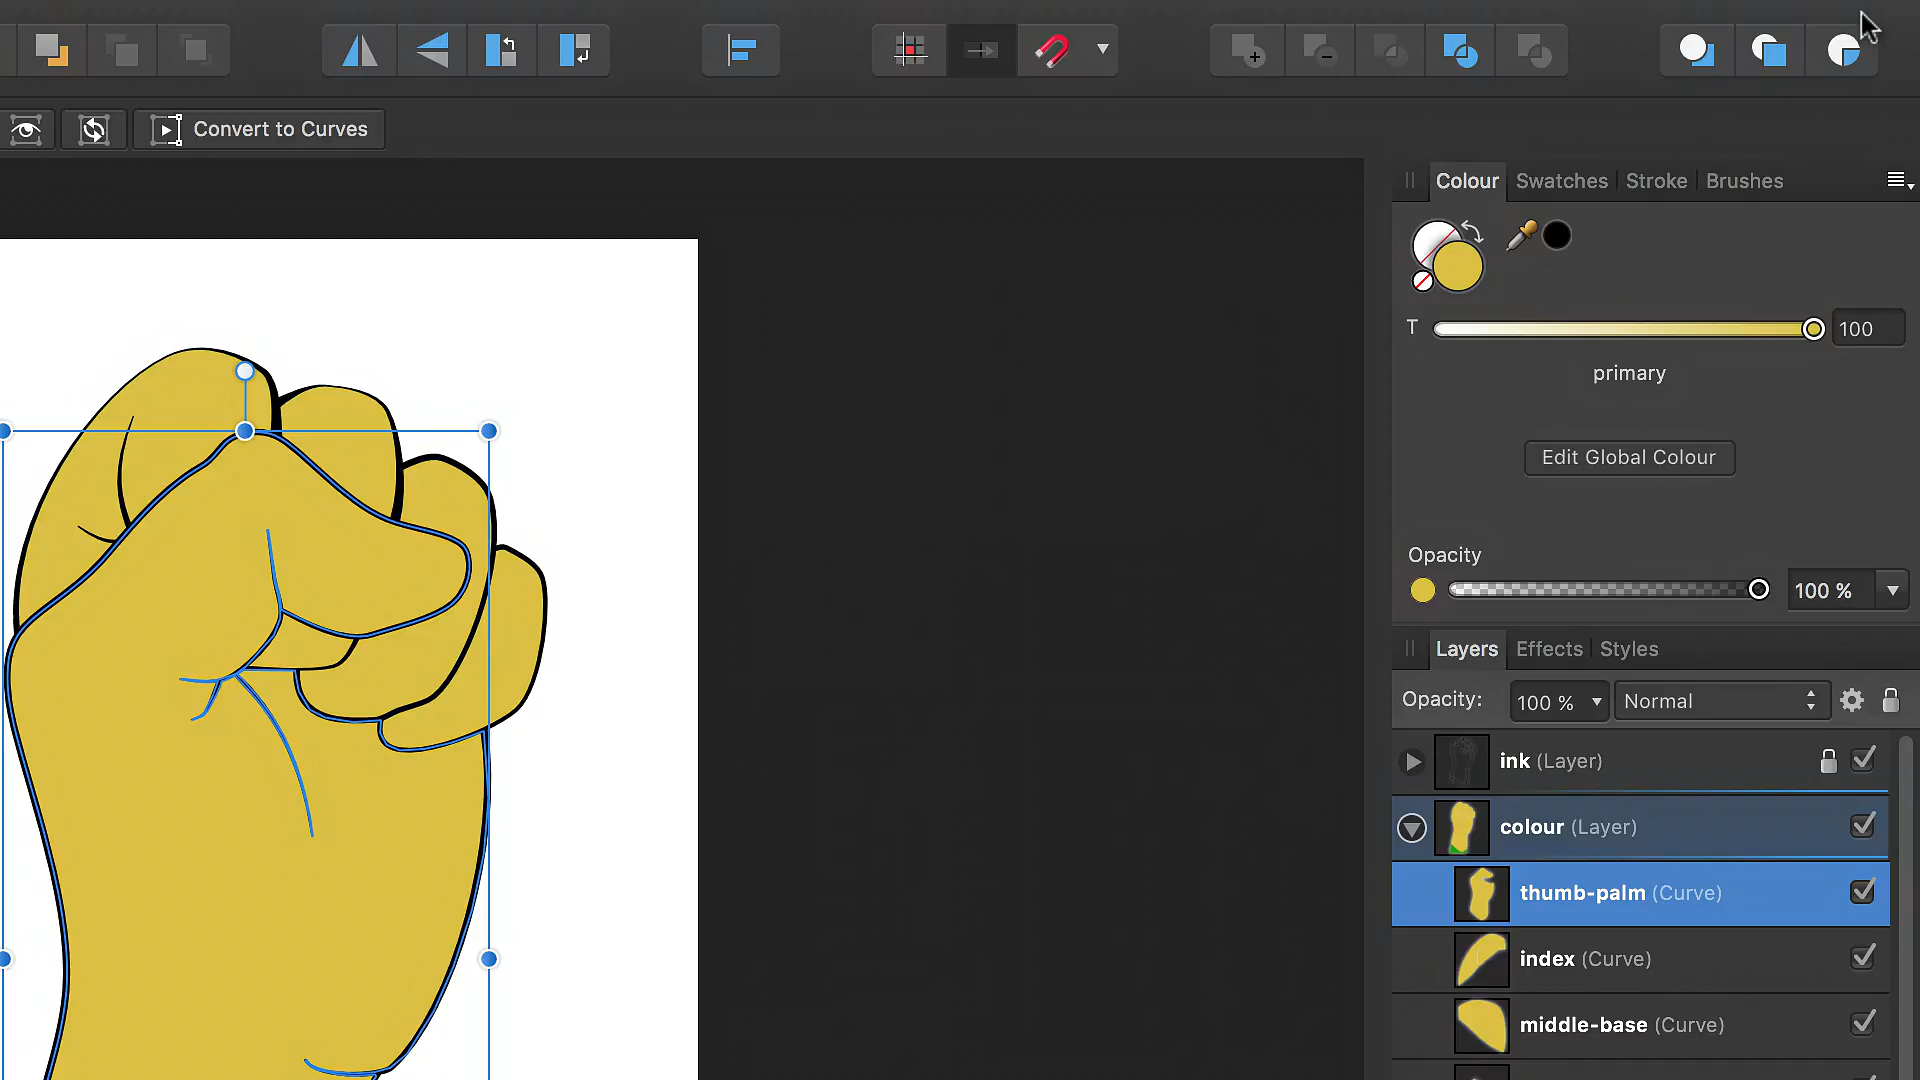 Convert to Curves
Colour Swatches Stroke Brushes
T 100
primary
Edit Global Colour
Opacity
100 %
Layers Effects Styles
Opacity: 100 % Normal
ink (Layer)
colour (Layer)
thumb-palm (Curve)
index (Curve)
middle-base (Curve)